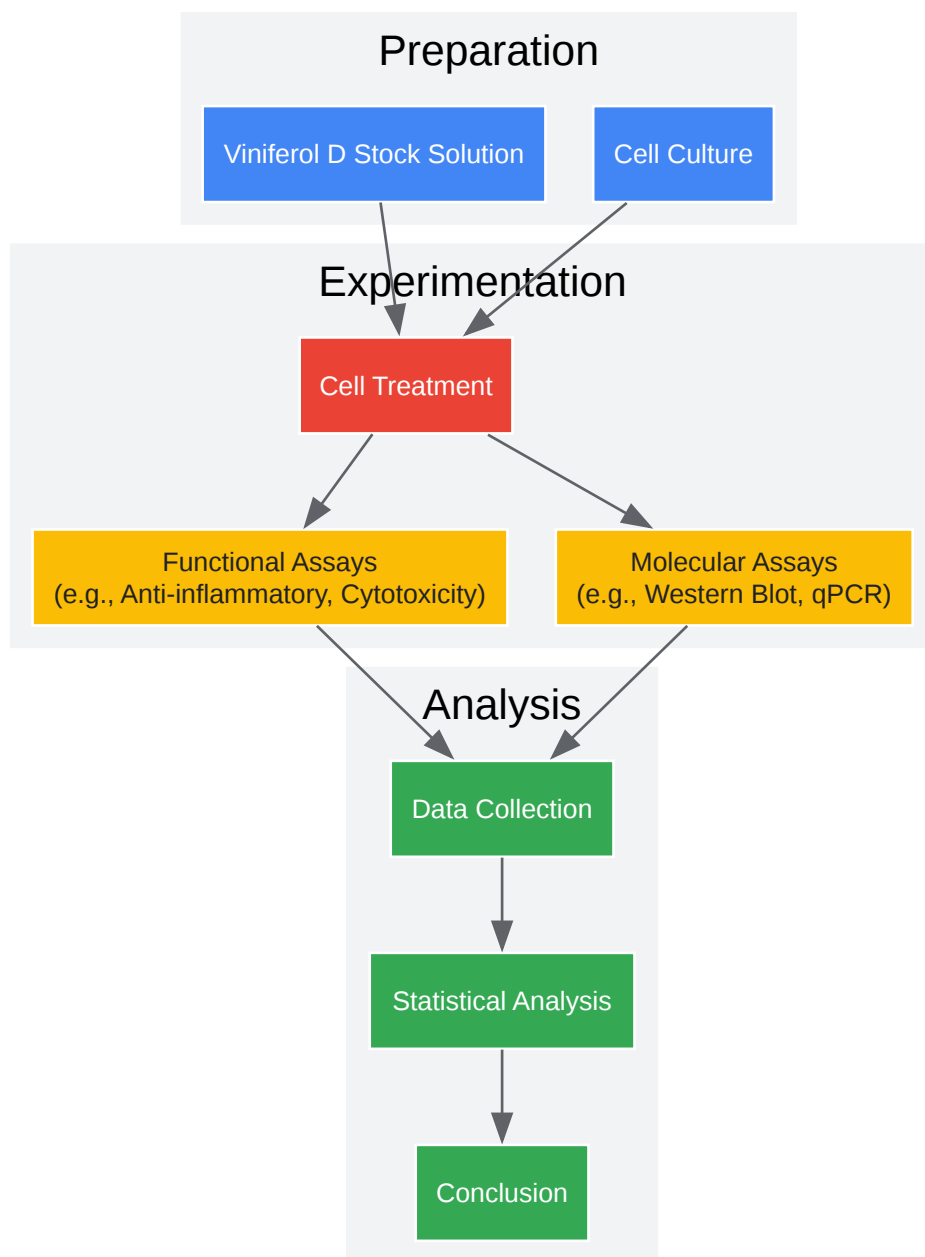 Preparation
Viniferol D Stock Solution
Cell Culture
Experimentation
Cell Treatment
Functional Assays
(e.g., Anti-inflammatory, Cytotoxicity)
Molecular Assays
(e.g., Western Blot, qPCR)
Analysis
Data Collection
Statistical Analysis
Conclusion